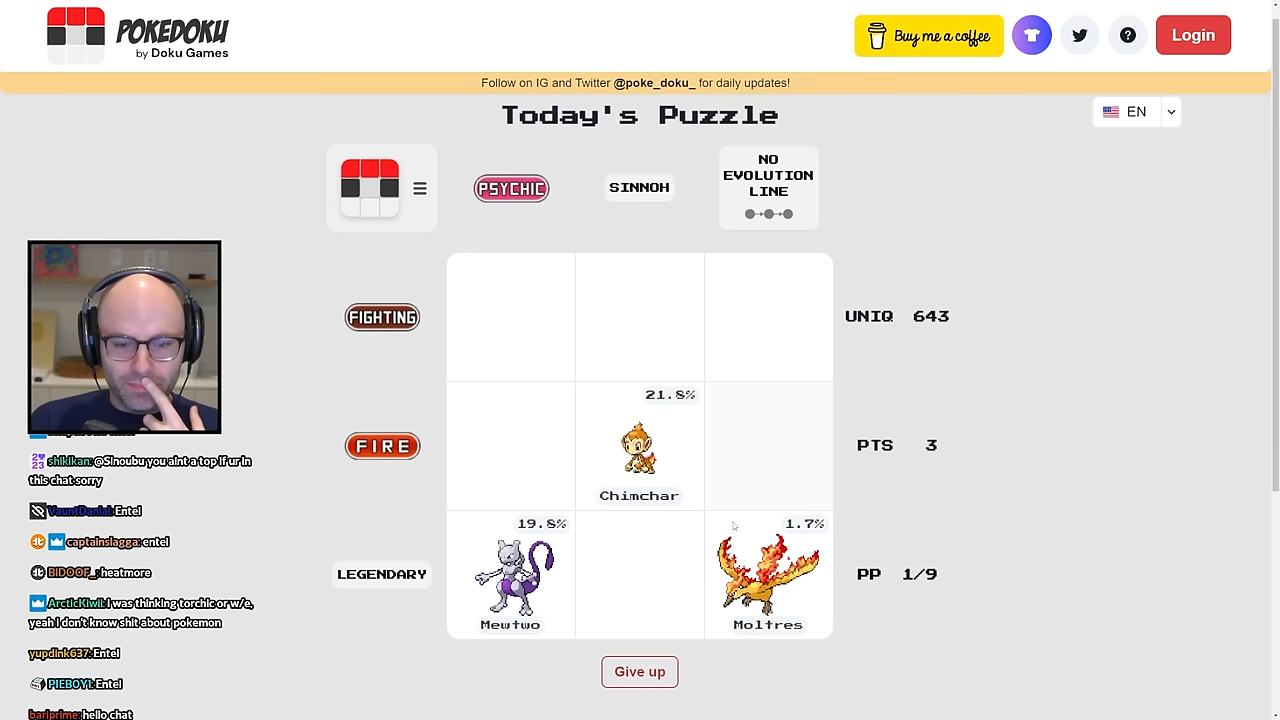 POKEDOKU
by Doku Games
Buy me a coffee
Login
Follow on IG and Twitter @poke_doku_ for daily updates!
Today's Puzzle
EN
PSYCHIC
SINNOH
NO
EVOLUTION
LINE
FIGHTING
UNIQ 643
21.8%
FIRE
Chimchar
PTS 3
19.8%
1.7%
LEGENDARY
Mewtwo
Moltres
PP 1/9
Give up
shikikan: @Sinoubu you aint a top if ur in
this chat sorry
VauntDanial: Entel
captainslagga: entel
BIDOOF_: heatmore
ArcticKiwii: I was thinking torchic or w/e,
yeah I don't know shit about pokemon
yupdink637: Entel
PIEBOY1: Entel
bariprime: hello chat